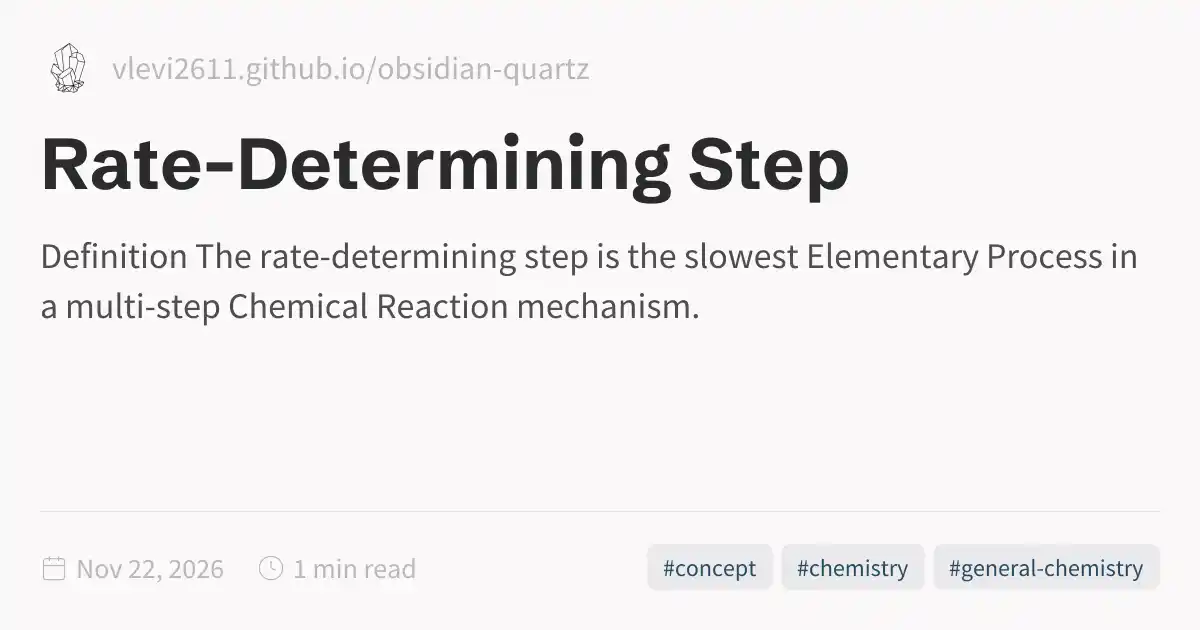 vlevi2611.github.io/obsidian-quartz
Rate-Determining Step
Definition The rate-determining step is the slowest Elementary Process in
a multi-step Chemical Reaction mechanism.
Nov 22, 2026 1 min read #concept #chemistry #general-chemistry